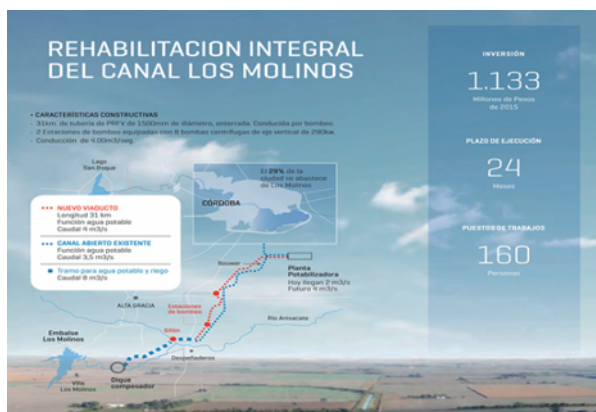 REHABILITACION INTEGRAL
DEL CANAL LOS MOLINOS
• CARACTERÍSTICAS CONSTRUCTIVAS
- 31km. de tubería de PRFV de 1500mm de diámetro, enterrada. Conducida por bombeo.
- 2 Estaciones de bombeo equipadas con 8 bombas centrífugas de eje vertical de 290kw.
- Conducción de 4.00m3/seg.
INVERSIÓN
1.133
Millones de Pesos
de 2015
PLAZO DE EJECUCIÓN
24
Meses
PUESTOS DE TRABAJOS
160
Personas
Lago
San Roque
El 29% de la
ciudad se abastece
de Los Molinos
CÓRDOBA
NUEVO VIADUCTO
Longitud 31 km
Función agua potable
Caudal 4 m3/s
CANAL ABIERTO EXISTENTE
Función agua potable
Caudal 3,5 m3/s
Tramo para agua potable y riego
Caudal 8 m3/s
Bouwer
Planta
Potabilizadora
Hoy llegan 2 m3/s
Futuro 4 m3/s
ALTA GRACIA
Estaciones
de bombeo
Río Anisacate
Sifón
Embalse
Los Molinos
Despeñaderos
Villa
Los Molinos
Dique
compesador